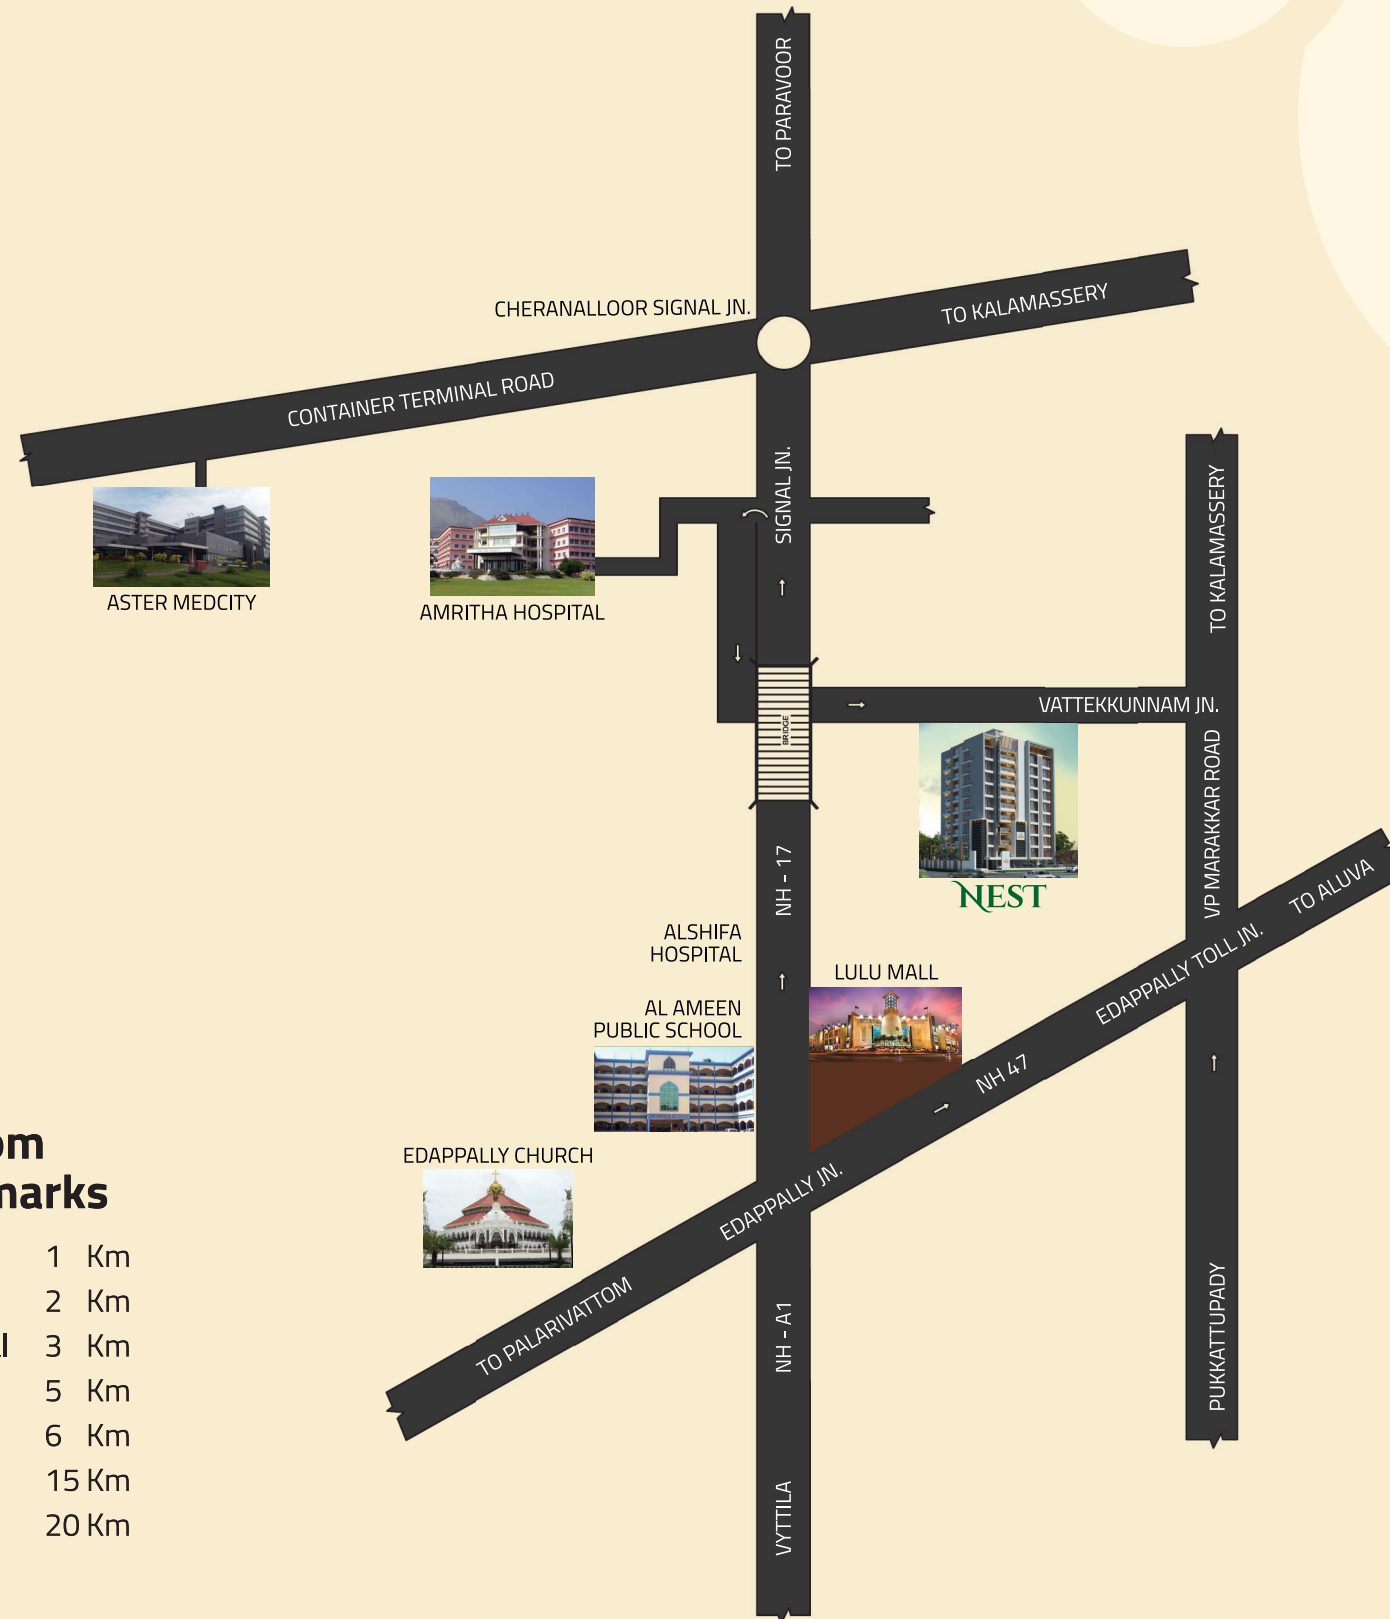 TO PARAVOOR
CHERANALLOOR SIGNAL JN.
TO KALAMASSERY
CONTAINER TERMINAL ROAD
SIGNAL JN.
TO KALAMASSERY
ASTER MEDCITY
AMRITHA HOSPITAL
VATTEKKUNNAM JN.
BRIDGE
VP MARAKKAR ROAD
NH - 17
NEST
TO ALUVA
ALSHIFA
HOSPITAL
EDAPPALLY TOLL JN.
LULU MALL
AL AMEEN
PUBLIC SCHOOL
NH 47
EDAPPALLY CHURCH
EDAPPALLY JN.
TO PALARIVATTOM
NH - A1
PUKKATTUPADY
VYTTILA
om
marks
1 Km
2 Km
l 3 Km
5 Km
6 Km
15 Km
20 Km